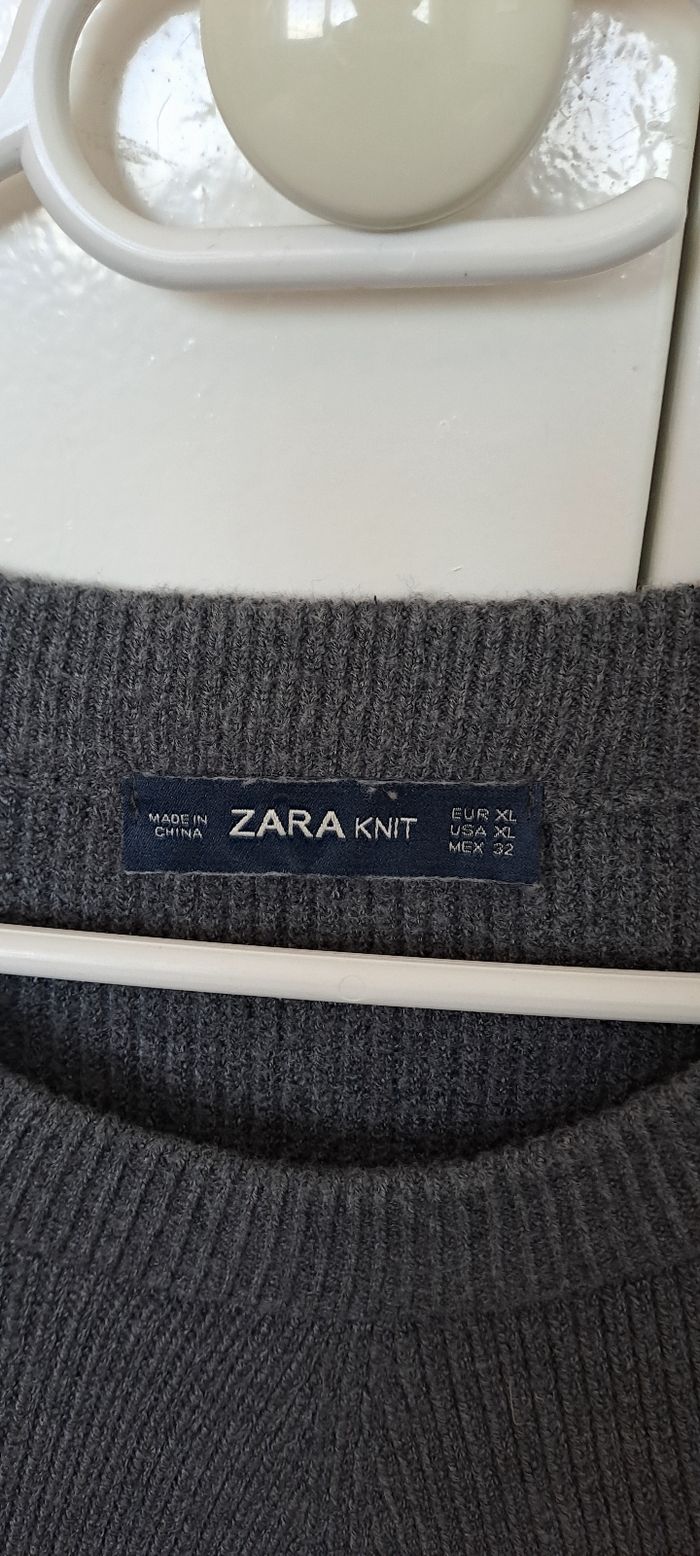 MADE IN
CHINA
ZARA KNIT
EUR XL
USA XL
MEX 32